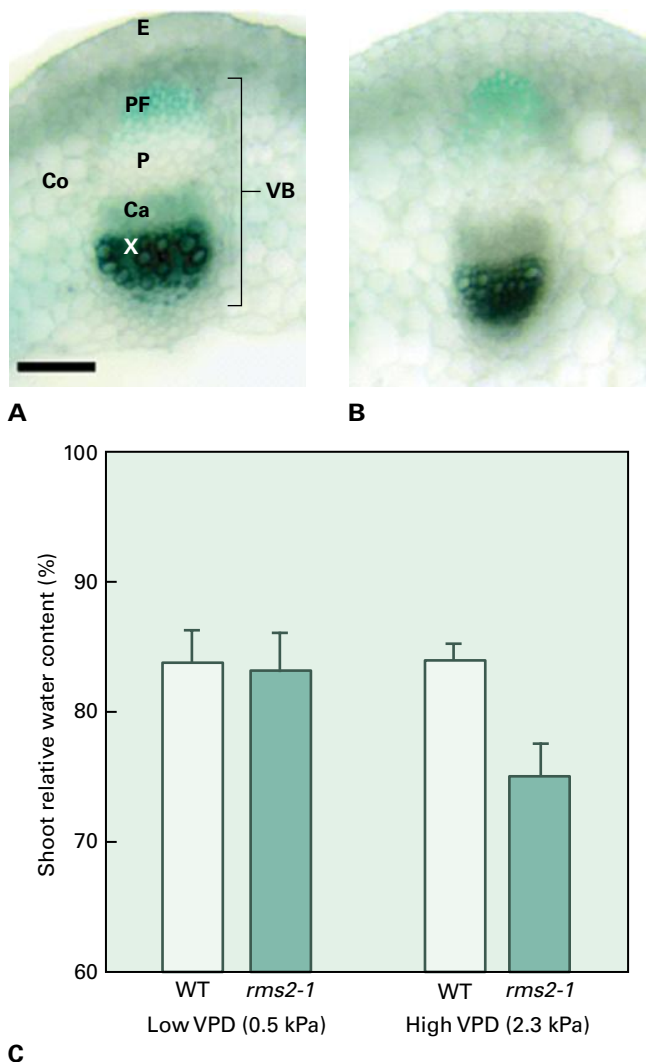 E
PF
P
Co
VB
Ca
X
A
B
100
90
80
70
60
Shoot relative water content (%)
WT rms2-1 WT rms2-1
Low VPD (0.5 kPa) High VPD (2.3 kPa)
C